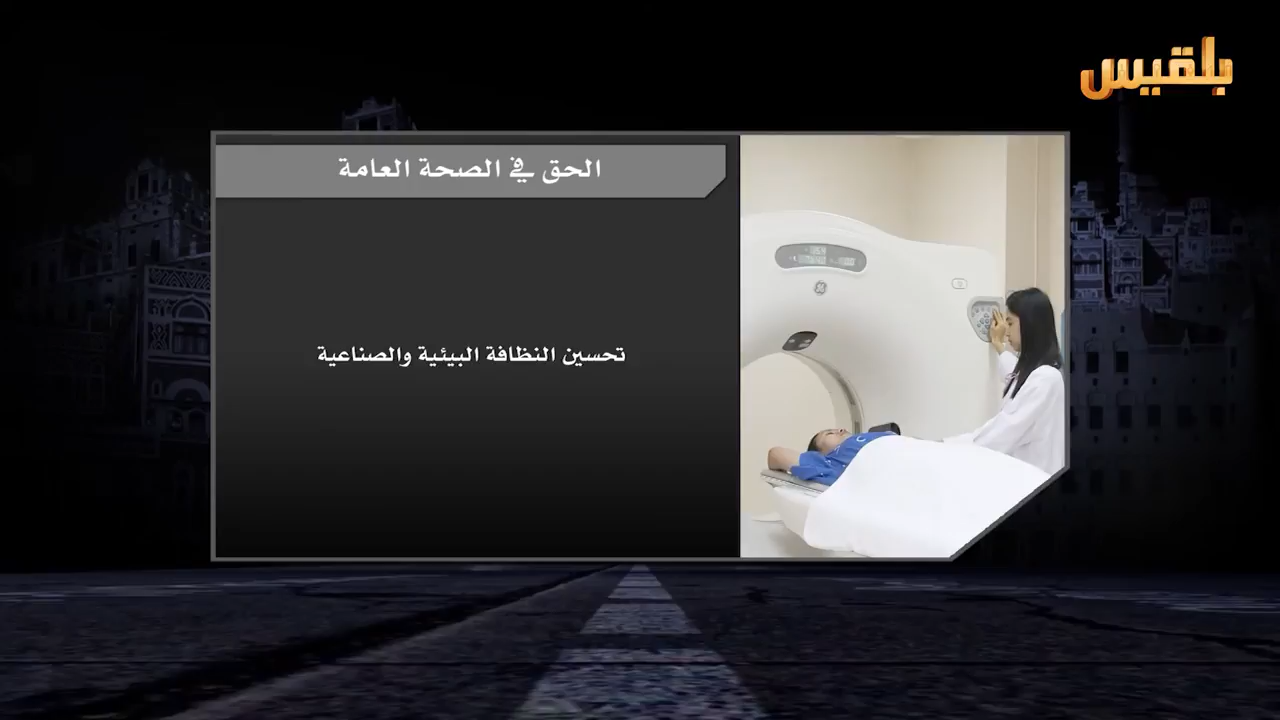 بلقيس
الحق في الصحة العامة
تحسين النظافة البيئية والصناعية